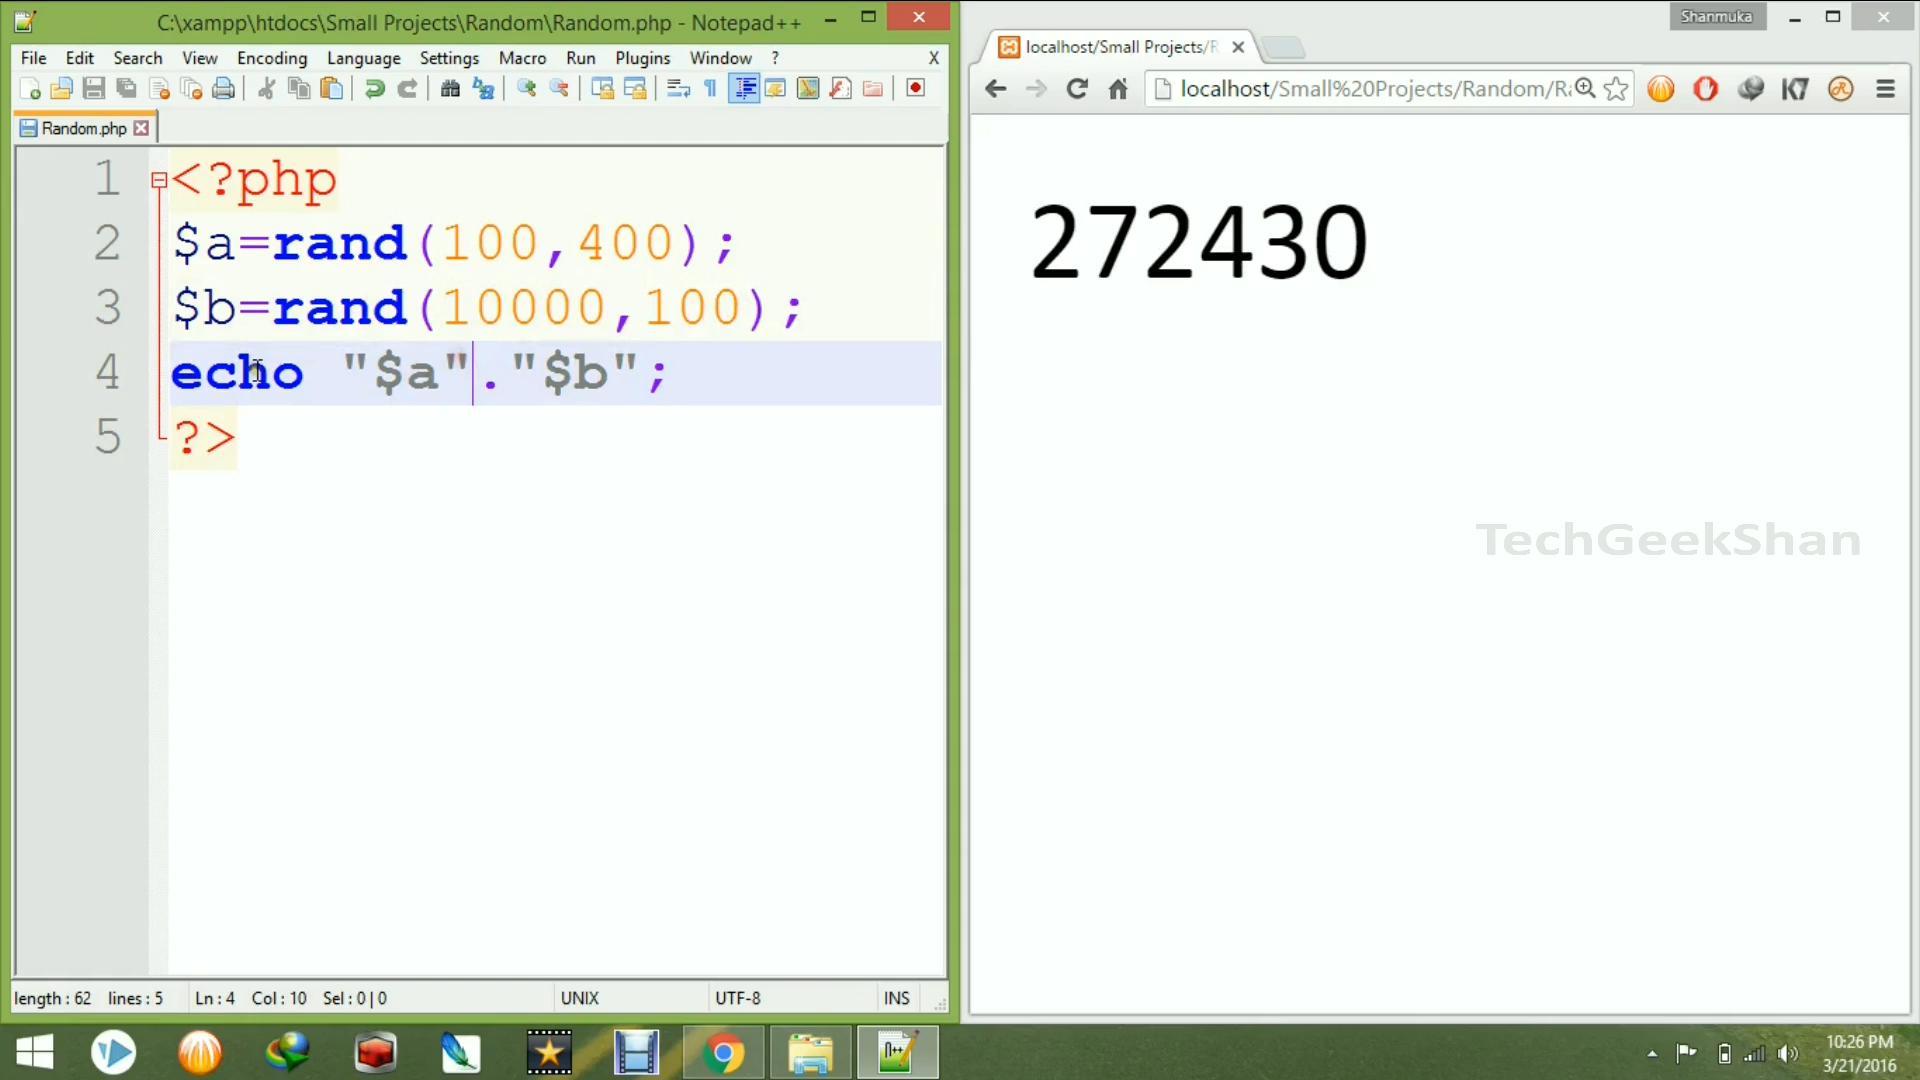 C:\xampp\htdocs\Small Projects\Random\Random.php - Notepad++
File Edit Search View Encoding Language Settings Macro Run Plugins Window ? X
Random.php
1 <?php
2 $a=rand(100,400);
3 $b=rand(10000,100);
4 echo "$a"."$b";
5 ?>
length : 62 lines : 5 Ln : 4 Col : 10 Sel : 0 | 0 UNIX UTF-8 INS
Shanmuka
localhost/Small Projects/R
localhost/Small%20Projects/Random/Ra
K7
272430
TechGeekShan
10:26 PM
3/21/2016